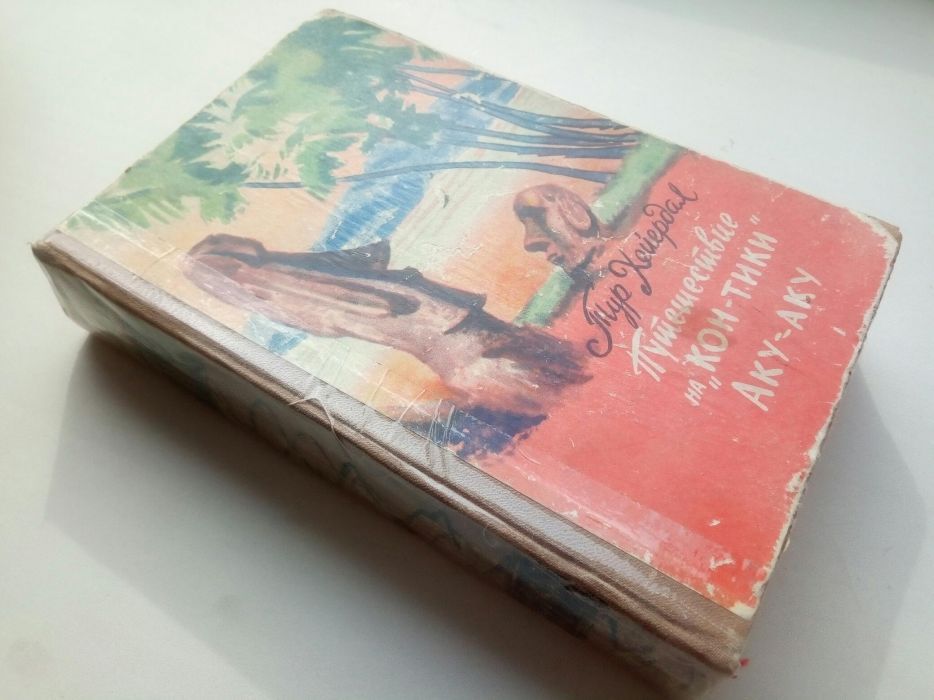 Тур Хейердал
Путешествие
на „КОН-ТИКИ"
АКУ-АКУ